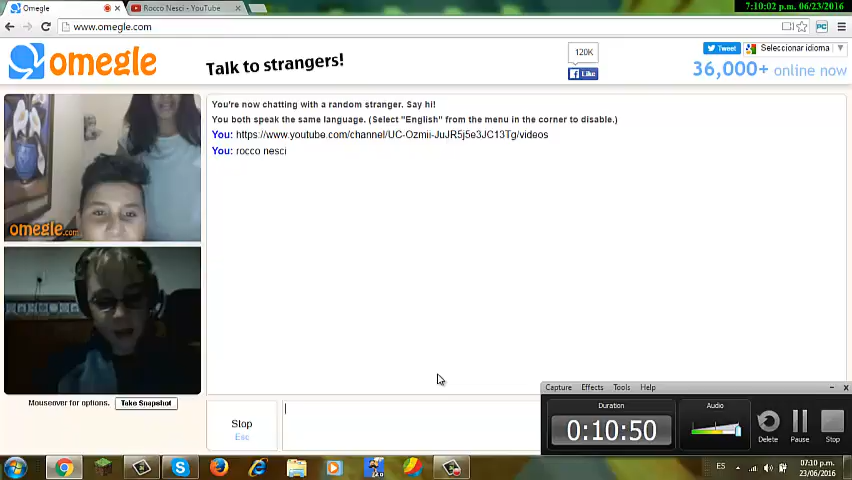 7:10:02 p.m. 06/23/2016
Omegle
Rocco Nesci - YouTube
www.omegle.com
PC
omegle
Talk to strangers!
120K
Like
Tweet
Seleccionar idioma
36,000+ online now
You're now chatting with a random stranger. Say hi!
You both speak the same language. (Select "English" from the menu in the corner to disable.)
You: https://www.youtube.com/channel/UC-Ozmii-JuJR5j5e3JC13Tg/videos
You: rocco nesci
omegle.com
Mouseover for options.
Take Snapshot
Stop
Esc
Capture Effects Tools Help
Duration
0:10:50
Audio
Delete
Pause
Stop
ES
07:10 p.m.
23/06/2016